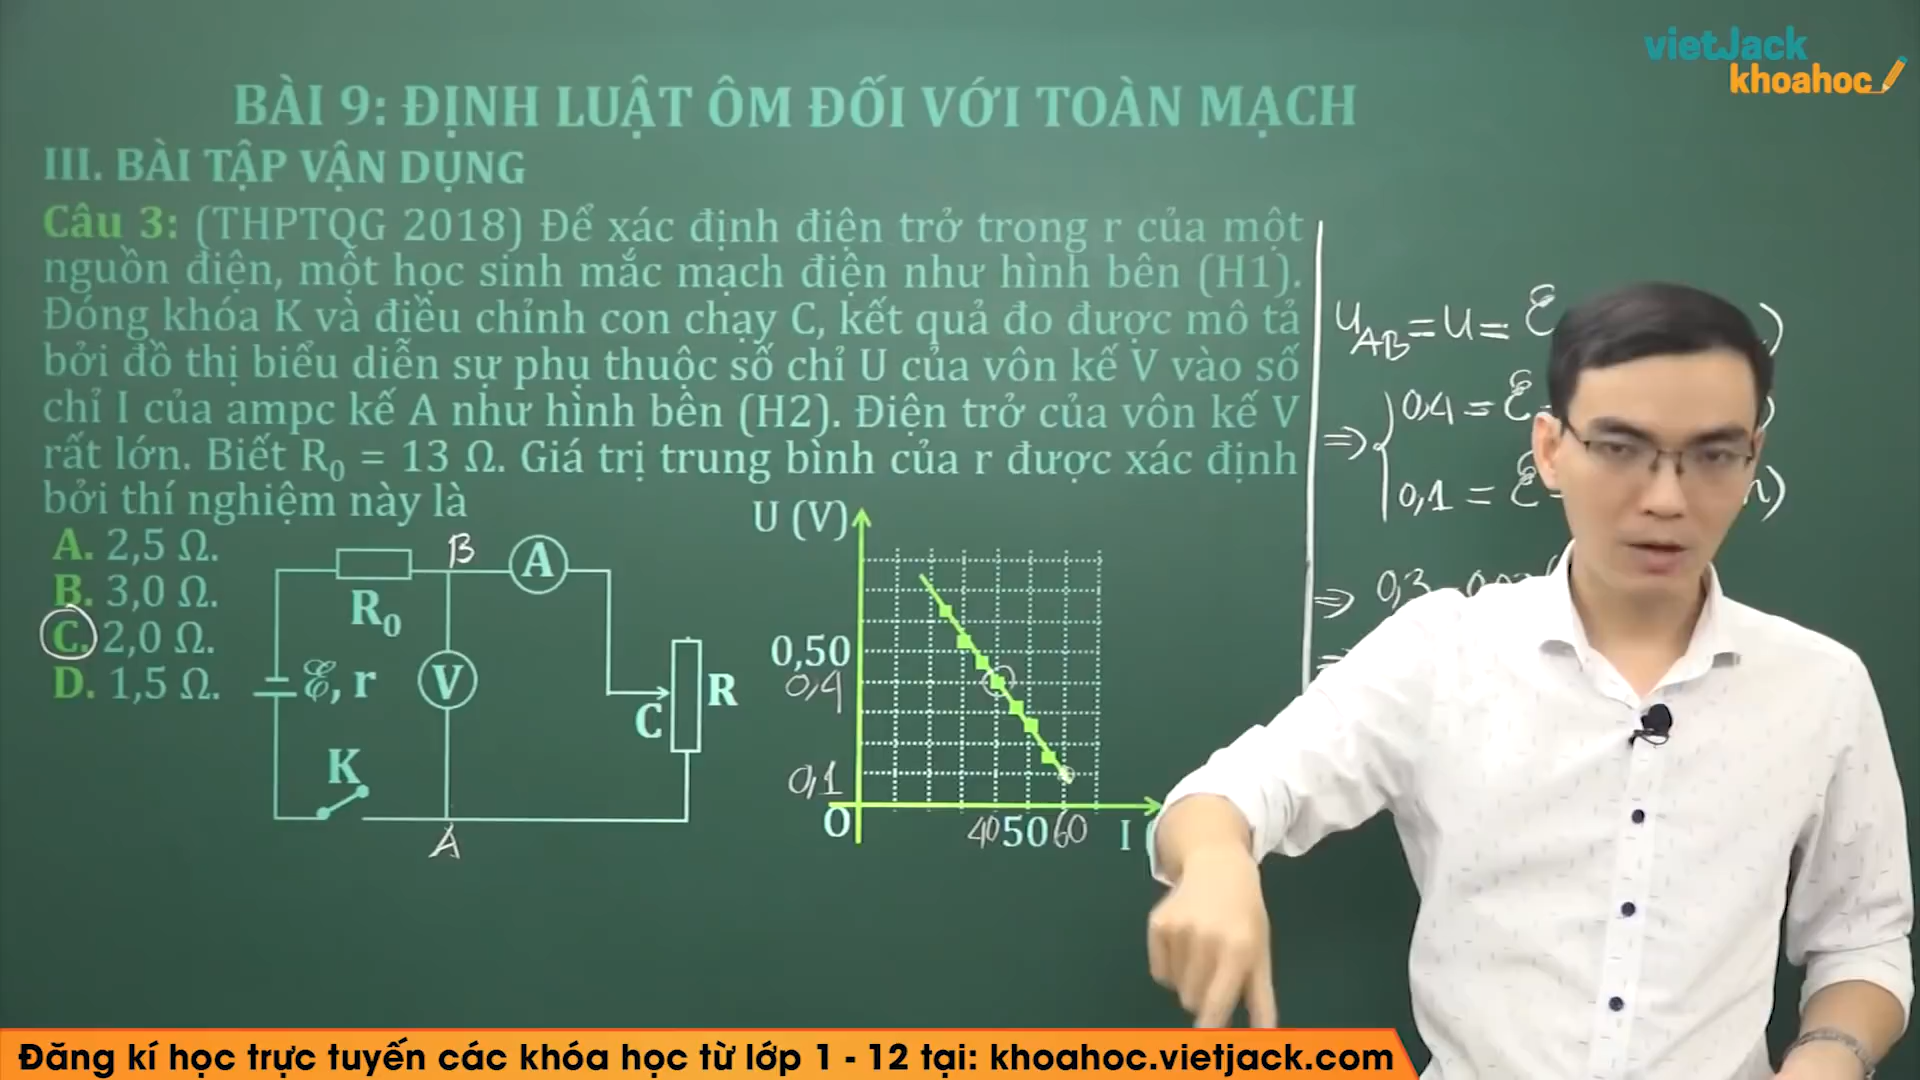 vietJack
khoahoc
BÀI 9: ĐỊNH LUẬT ÔM ĐỐI VỚI TOÀN MẠCH
III. BÀI TẬP VẬN DỤNG
Câu 3: (THPTQG 2018) Để xác định điện trở trong r của một
nguồn điện, một học sinh mắc mạch điện như hình bên (H1).
Đóng khóa K và điều chỉnh con chạy C, kết quả đo được mô tả
bởi đồ thị biểu diễn sự phụ thuộc số chỉ U của vôn kế V vào số
chỉ I của ampe kế A như hình bên (H2). Điện trở của vôn kế V
rất lớn. Biết R₀ = 13 Ω. Giá trị trung bình của r được xác định
bởi thí nghiệm này là
A. 2,5 Ω.
B. 3,0 Ω.
C. 2,0 Ω.
D. 1,5 Ω.
R₀
B
A
ℰ, r
V
K
C
R
A
U (V)
0,50
0,4
0,1
O
40 50 60
I (
U_AB = U = ℰ )
⇒ { 0,4 = ℰ - )
0,1 = ℰ - )
⇒ 0,3
⇒
Đăng kí học trực tuyến các khóa học từ lớp 1 - 12 tại: khoahoc.vietjack.com